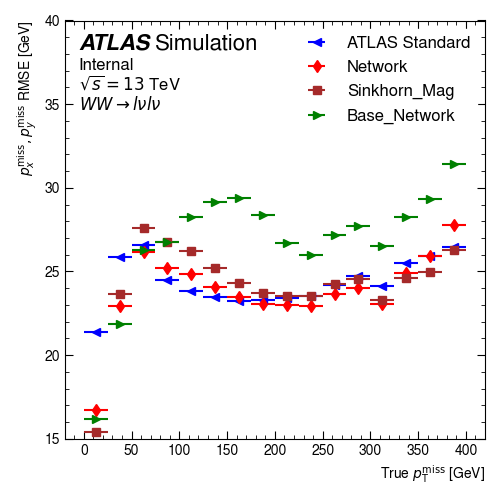 ATLAS Simulation
Internal
√s = 13 TeV
WW → lνlν
ATLAS Standard
Network
Sinkhorn_Mag
Base_Network
p_x^miss, p_y^miss RMSE [GeV]
40
35
30
25
20
15
0 50 100 150 200 250 300 350 400
True p_T^miss [GeV]